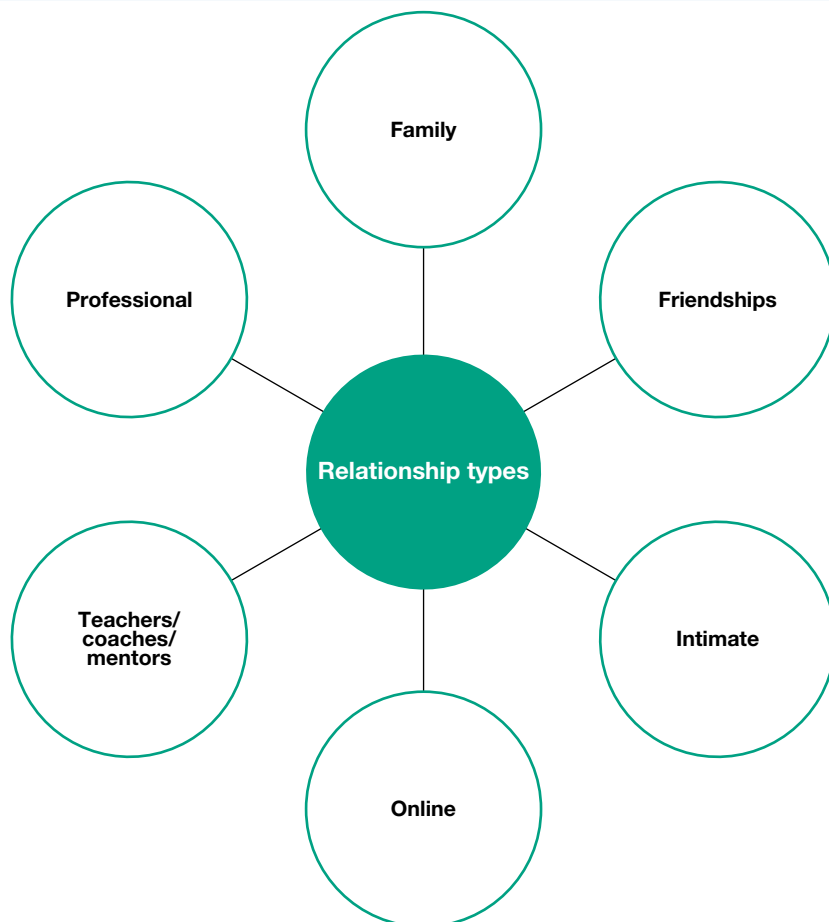 Family
Professional
Friendships
Relationship types
Teachers/
coaches/
mentors
Intimate
Online